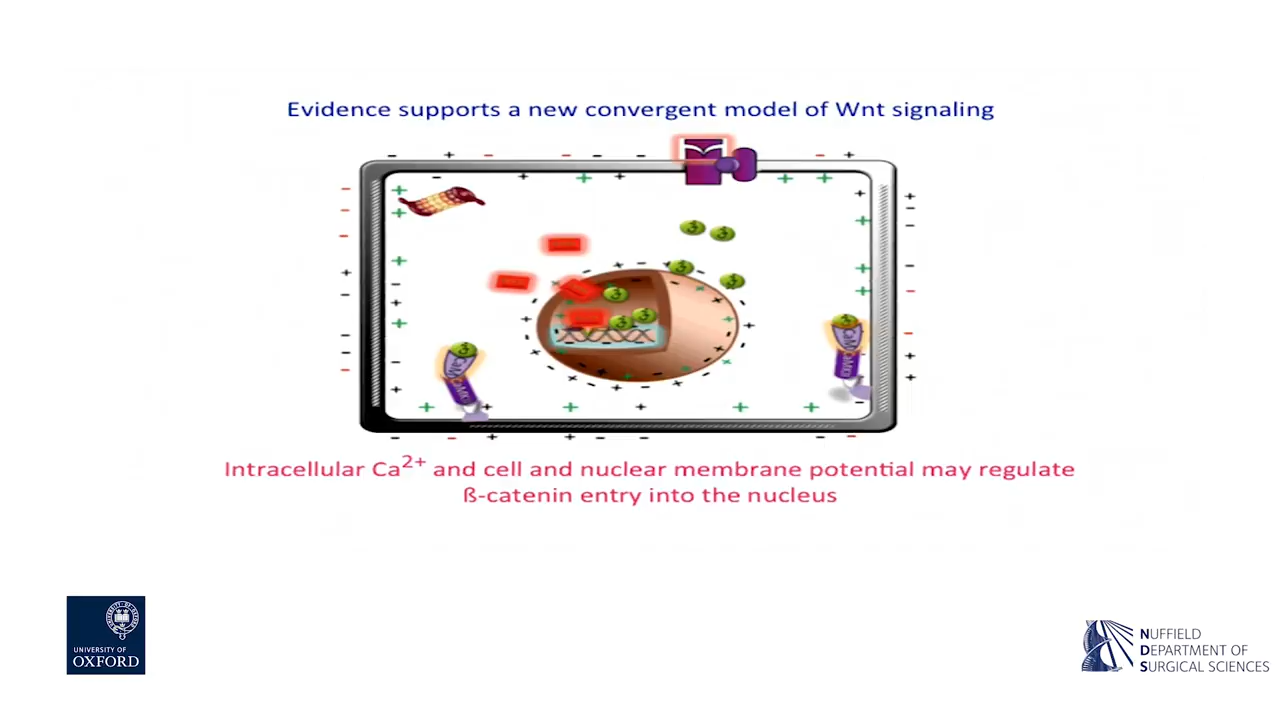 Evidence supports a new convergent model of Wnt signaling
Intracellular Ca2+ and cell and nuclear membrane potential may regulate
ß-catenin entry into the nucleus
UNIVERSITY OF
OXFORD
NUFFIELD
DEPARTMENT OF
SURGICAL SCIENCES